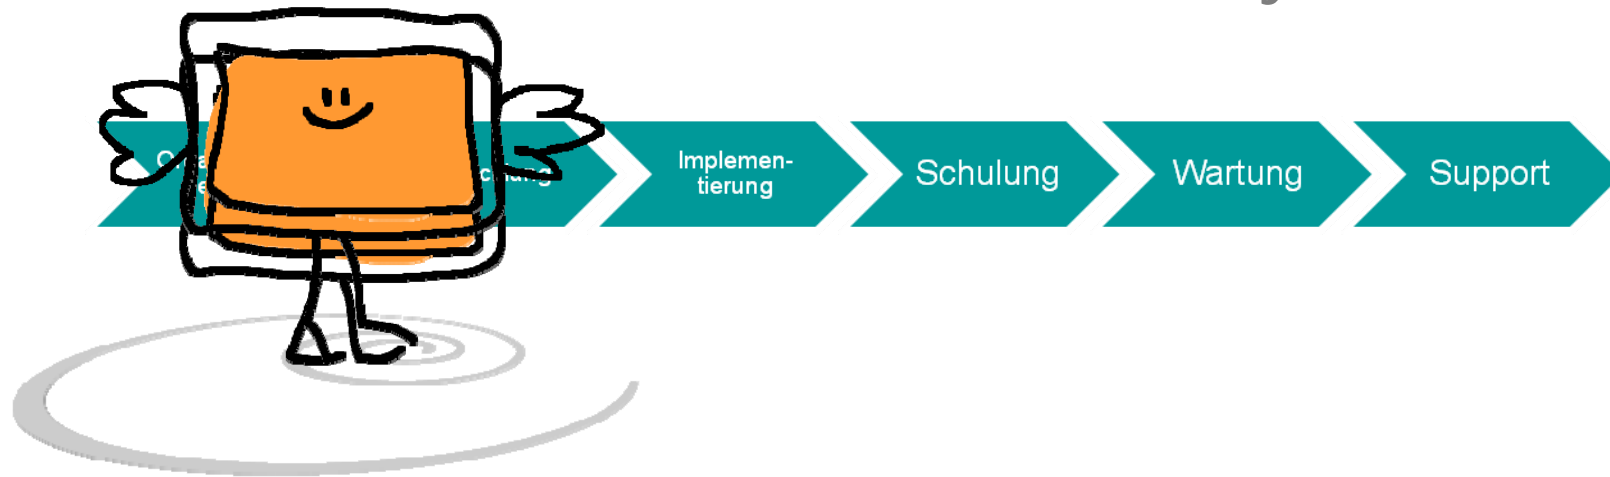 Implemen-
tierung
Schulung
Wartung
Support